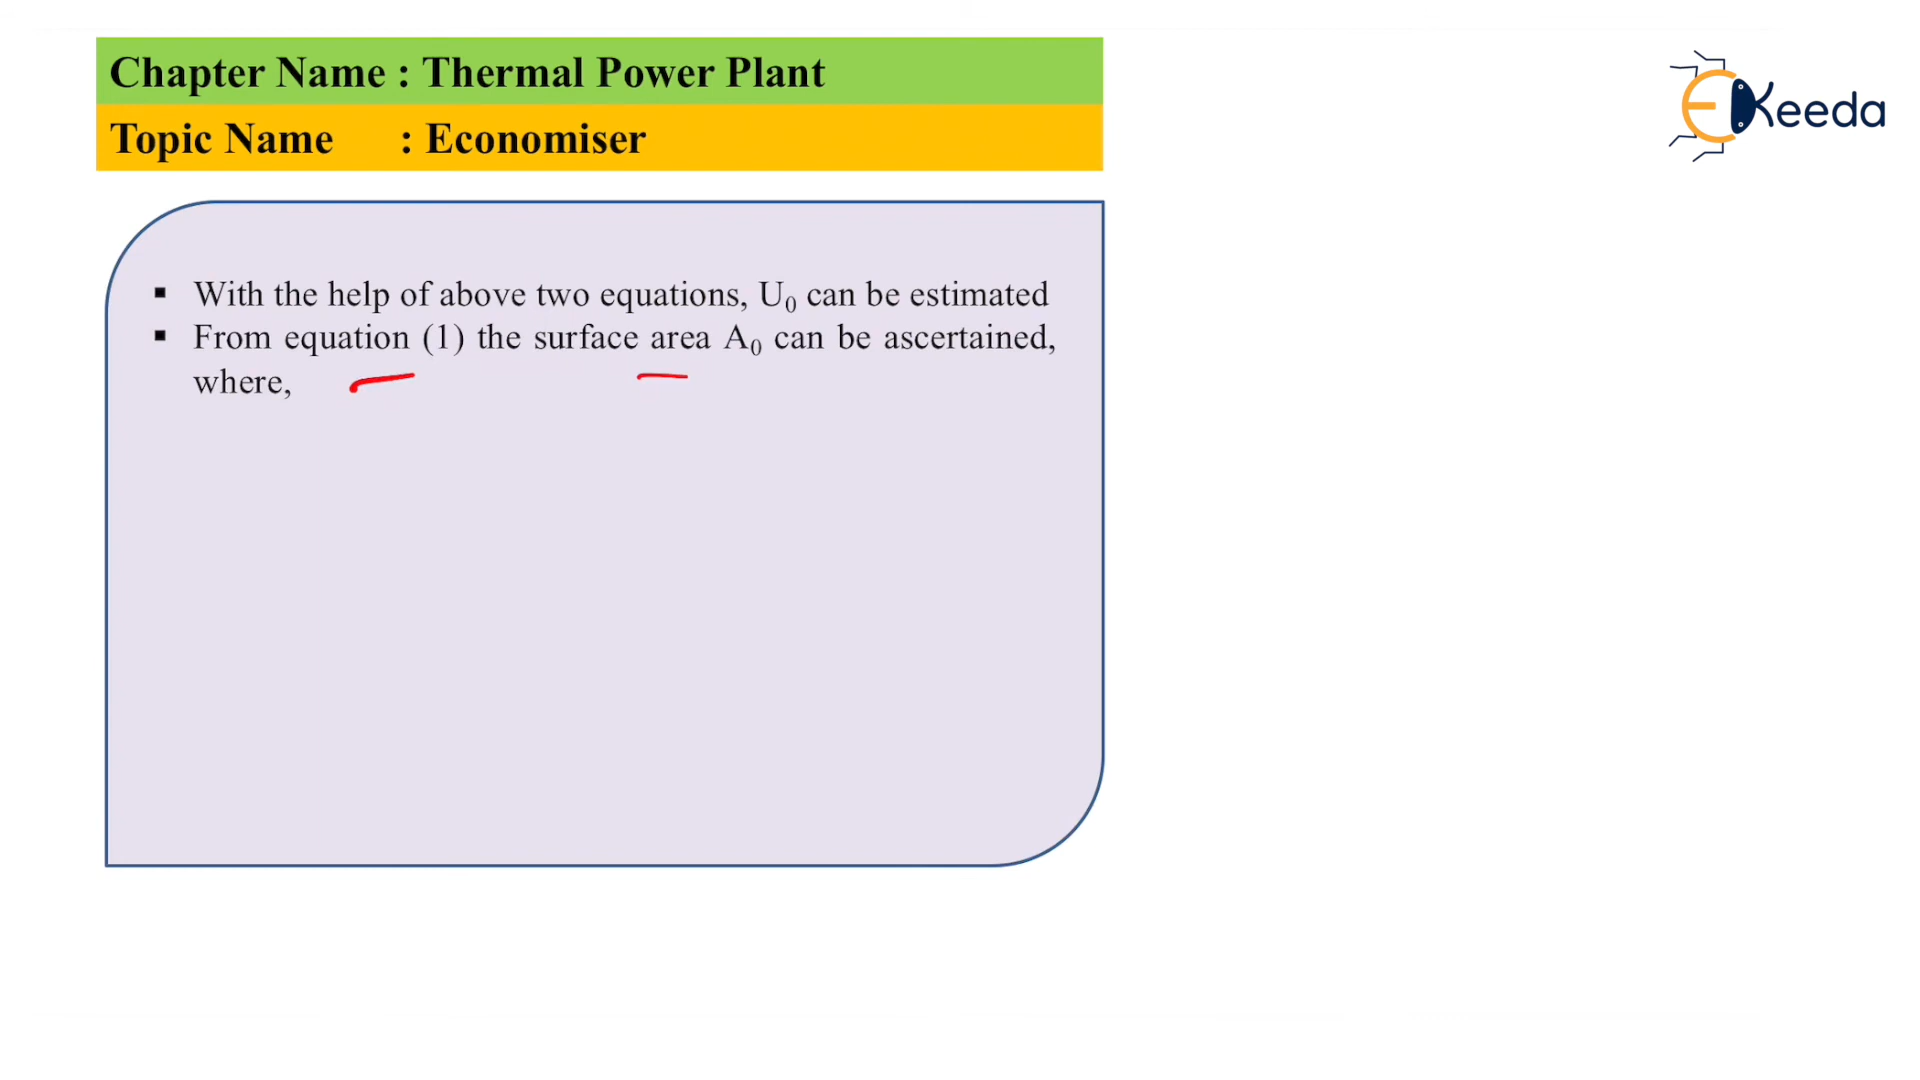 Chapter Name : Thermal Power Plant
Topic Name : Economiser
EKeeda
▪ With the help of above two equations, U₀ can be estimated
▪ From equation (1) the surface area A₀ can be ascertained,
where,